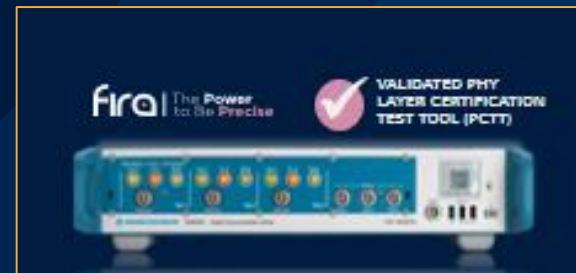 fira
The Power
to Be Precise
VALIDATED PHY
LAYER CERTIFICATION
TEST TOOL (PCTT)